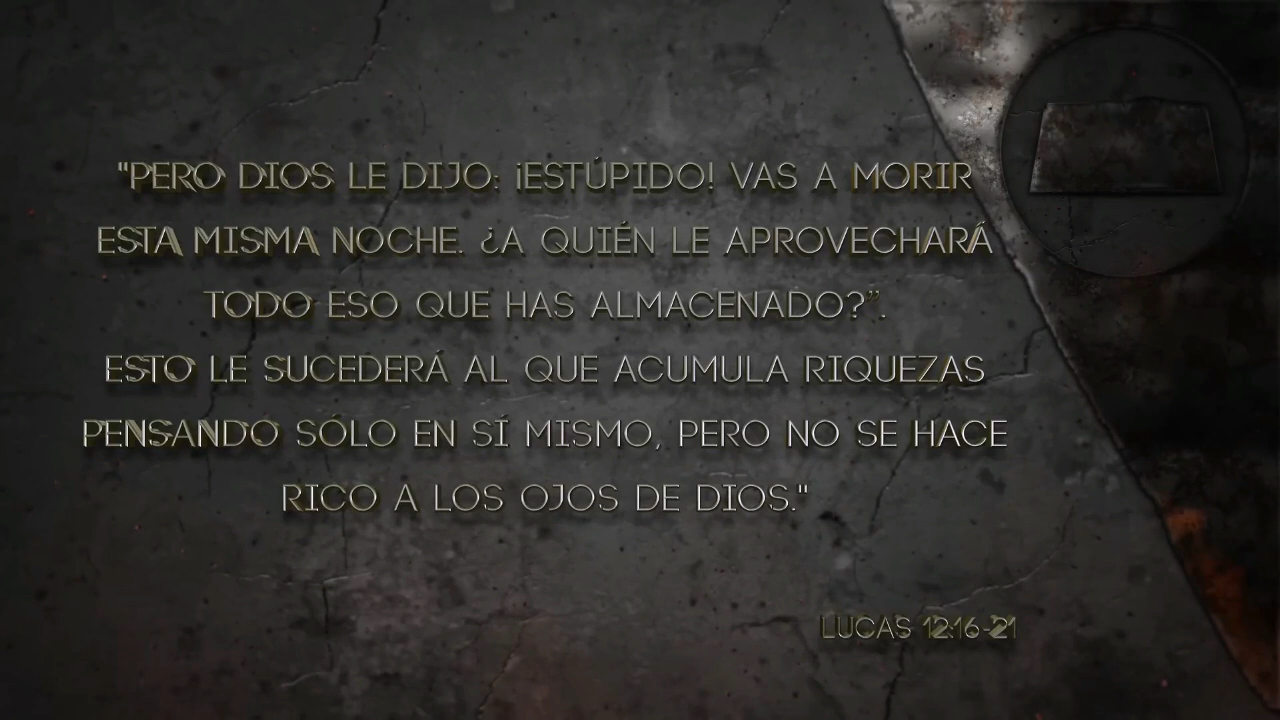 "PERO DIOS LE DIJO: ¡ESTÚPIDO! VAS A MORIR
ESTA MISMA NOCHE. ¿A QUIÉN LE APROVECHARÁ
TODO ESO QUE HAS ALMACENADO?”.
ESTO LE SUCEDERÁ AL QUE ACUMULA RIQUEZAS
PENSANDO SÓLO EN SÍ MISMO, PERO NO SE HACE
RICO A LOS OJOS DE DIOS."
LUCAS 12:16-21